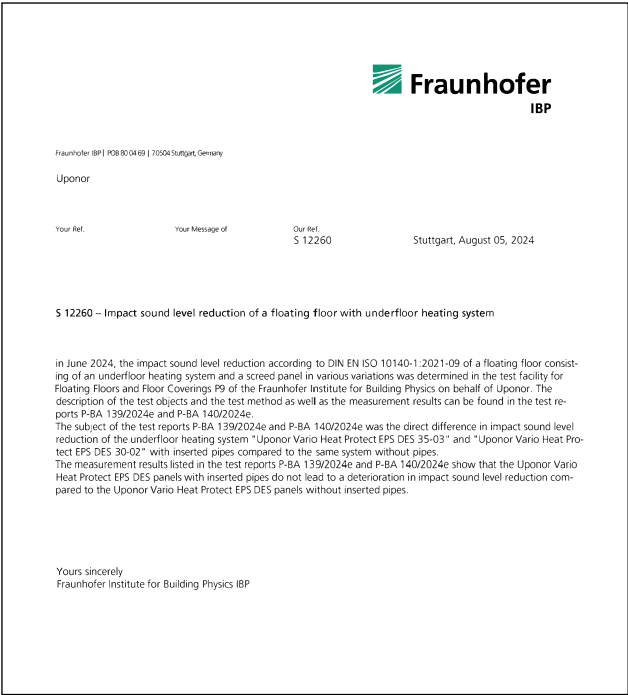 Fraunhofer
IBP
Fraunhofer IBP | POB 80 04 69 | 70504 Stuttgart, Germany
Uponor
Your Ref. Your Message of Our Ref.
S 12260 Stuttgart, August 05, 2024
S 12260 – Impact sound level reduction of a floating floor with underfloor heating system
in June 2024, the impact sound level reduction according to DIN EN ISO 10140-1:2021-09 of a floating floor consist-
ing of an underfloor heating system and a screed panel in various variations was determined in the test facility for
Floating Floors and Floor Coverings P9 of the Fraunhofer Institute for Building Physics on behalf of Uponor. The
description of the test objects and the test method as well as the measurement results can be found in the test re-
ports P-BA 139/2024e and P-BA 140/2024e.
The subject of the test reports P-BA 139/2024e and P-BA 140/2024e was the direct difference in impact sound level
reduction of the underfloor heating system "Uponor Vario Heat Protect EPS DES 35-03" and "Uponor Vario Heat Pro-
tect EPS DES 30-02" with inserted pipes compared to the same system without pipes.
The measurement results listed in the test reports P-BA 139/2024e and P-BA 140/2024e show that the Uponor Vario
Heat Protect EPS DES panels with inserted pipes do not lead to a deterioration in impact sound level reduction com-
pared to the Uponor Vario Heat Protect EPS DES panels without inserted pipes.
Yours sincerely
Fraunhofer Institute for Building Physics IBP